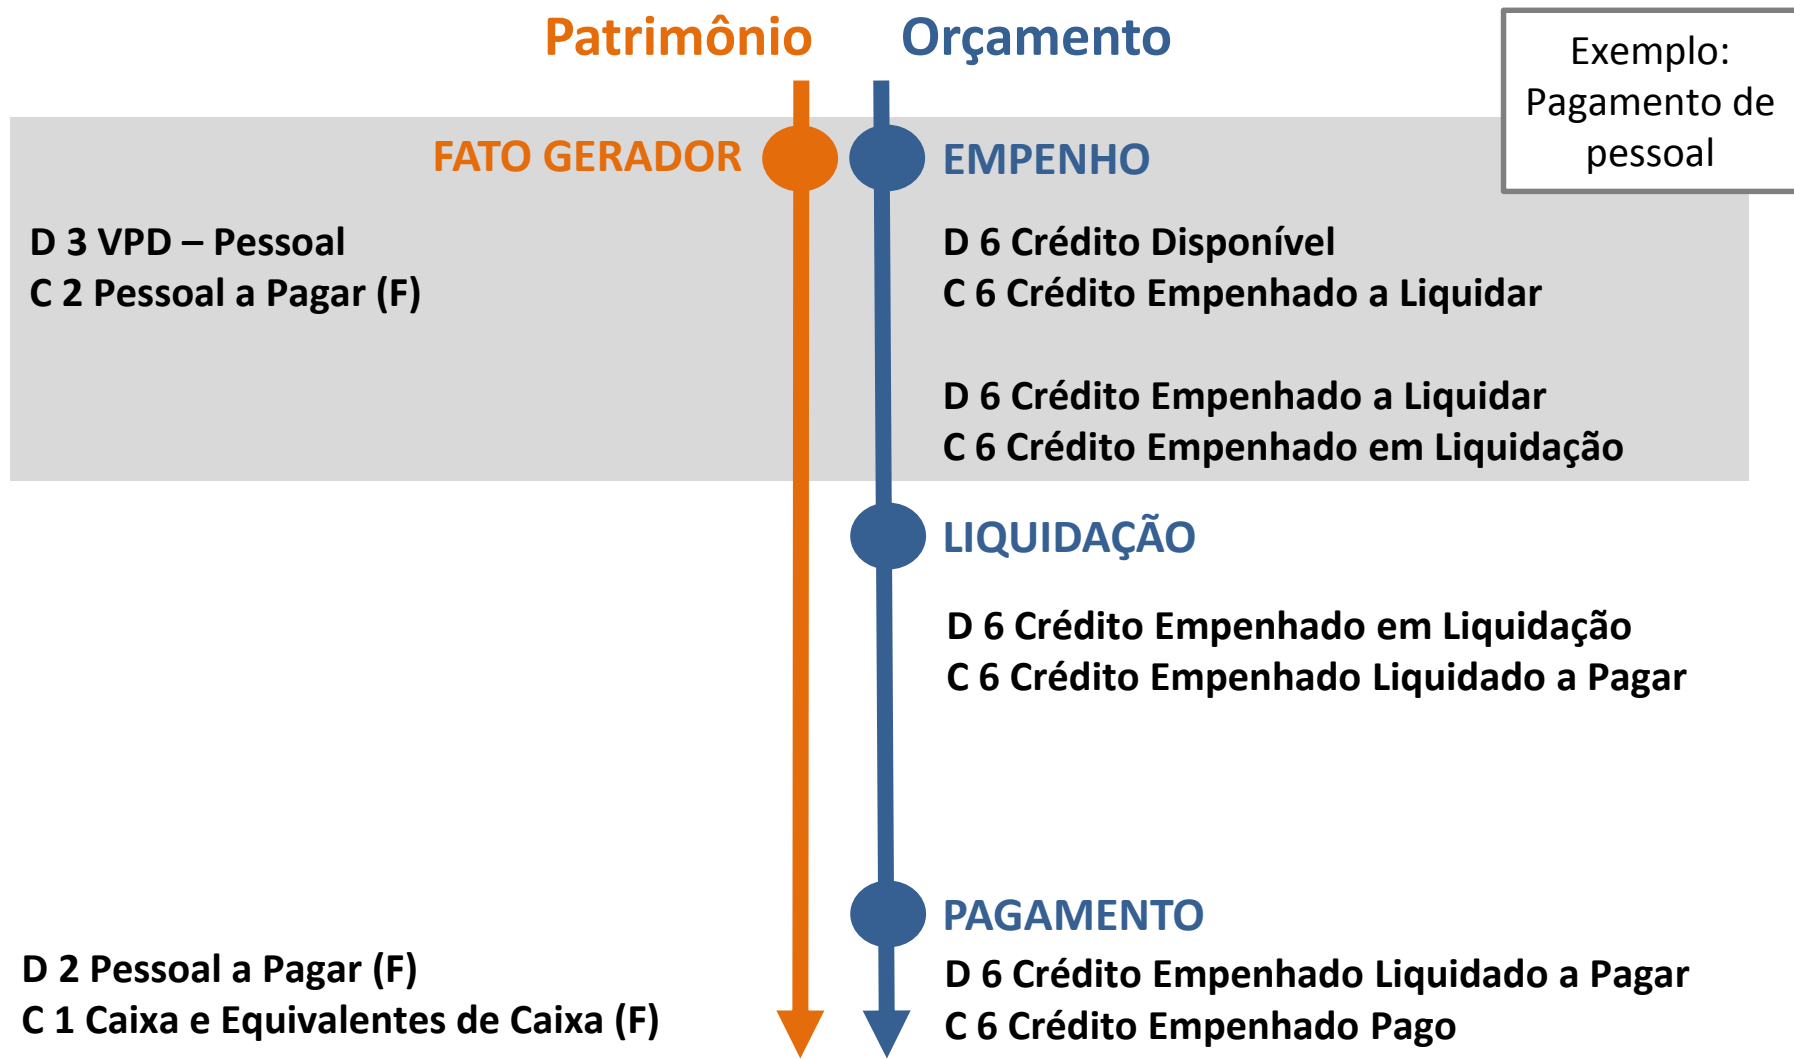 Patrimônio
Orçamento
Exemplo:
Pagamento de
pessoal
FATO GERADOR
EMPENHO
D 3 VPD – Pessoal
C 2 Pessoal a Pagar (F)
D 6 Crédito Disponível
C 6 Crédito Empenhado a Liquidar
D 6 Crédito Empenhado a Liquidar
C 6 Crédito Empenhado em Liquidação
LIQUIDAÇÃO
D 6 Crédito Empenhado em Liquidação
C 6 Crédito Empenhado Liquidado a Pagar
PAGAMENTO
D 2 Pessoal a Pagar (F)
C 1 Caixa e Equivalentes de Caixa (F)
D 6 Crédito Empenhado Liquidado a Pagar
C 6 Crédito Empenhado Pago